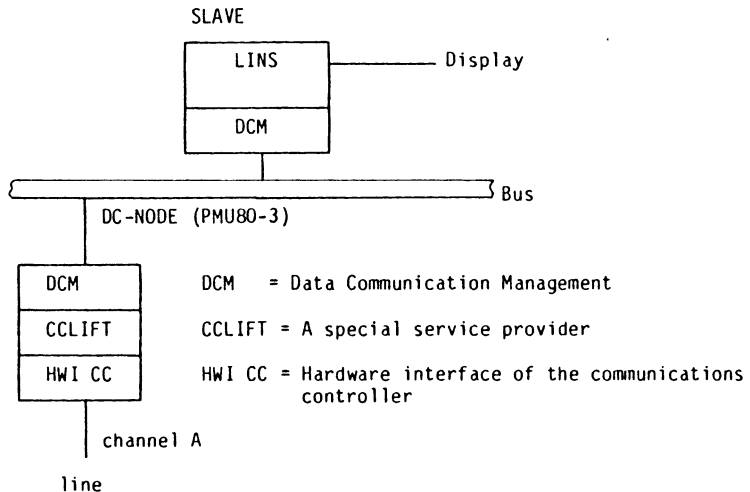 SLAVE
LINS
Display
DCM
Bus
DC-NODE (PMU80-3)
DCM
DCM = Data Communication Management
CCLIFT
CCLIFT = A special service provider
HWI CC
HWI CC = Hardware interface of the communications
controller
channel A
line